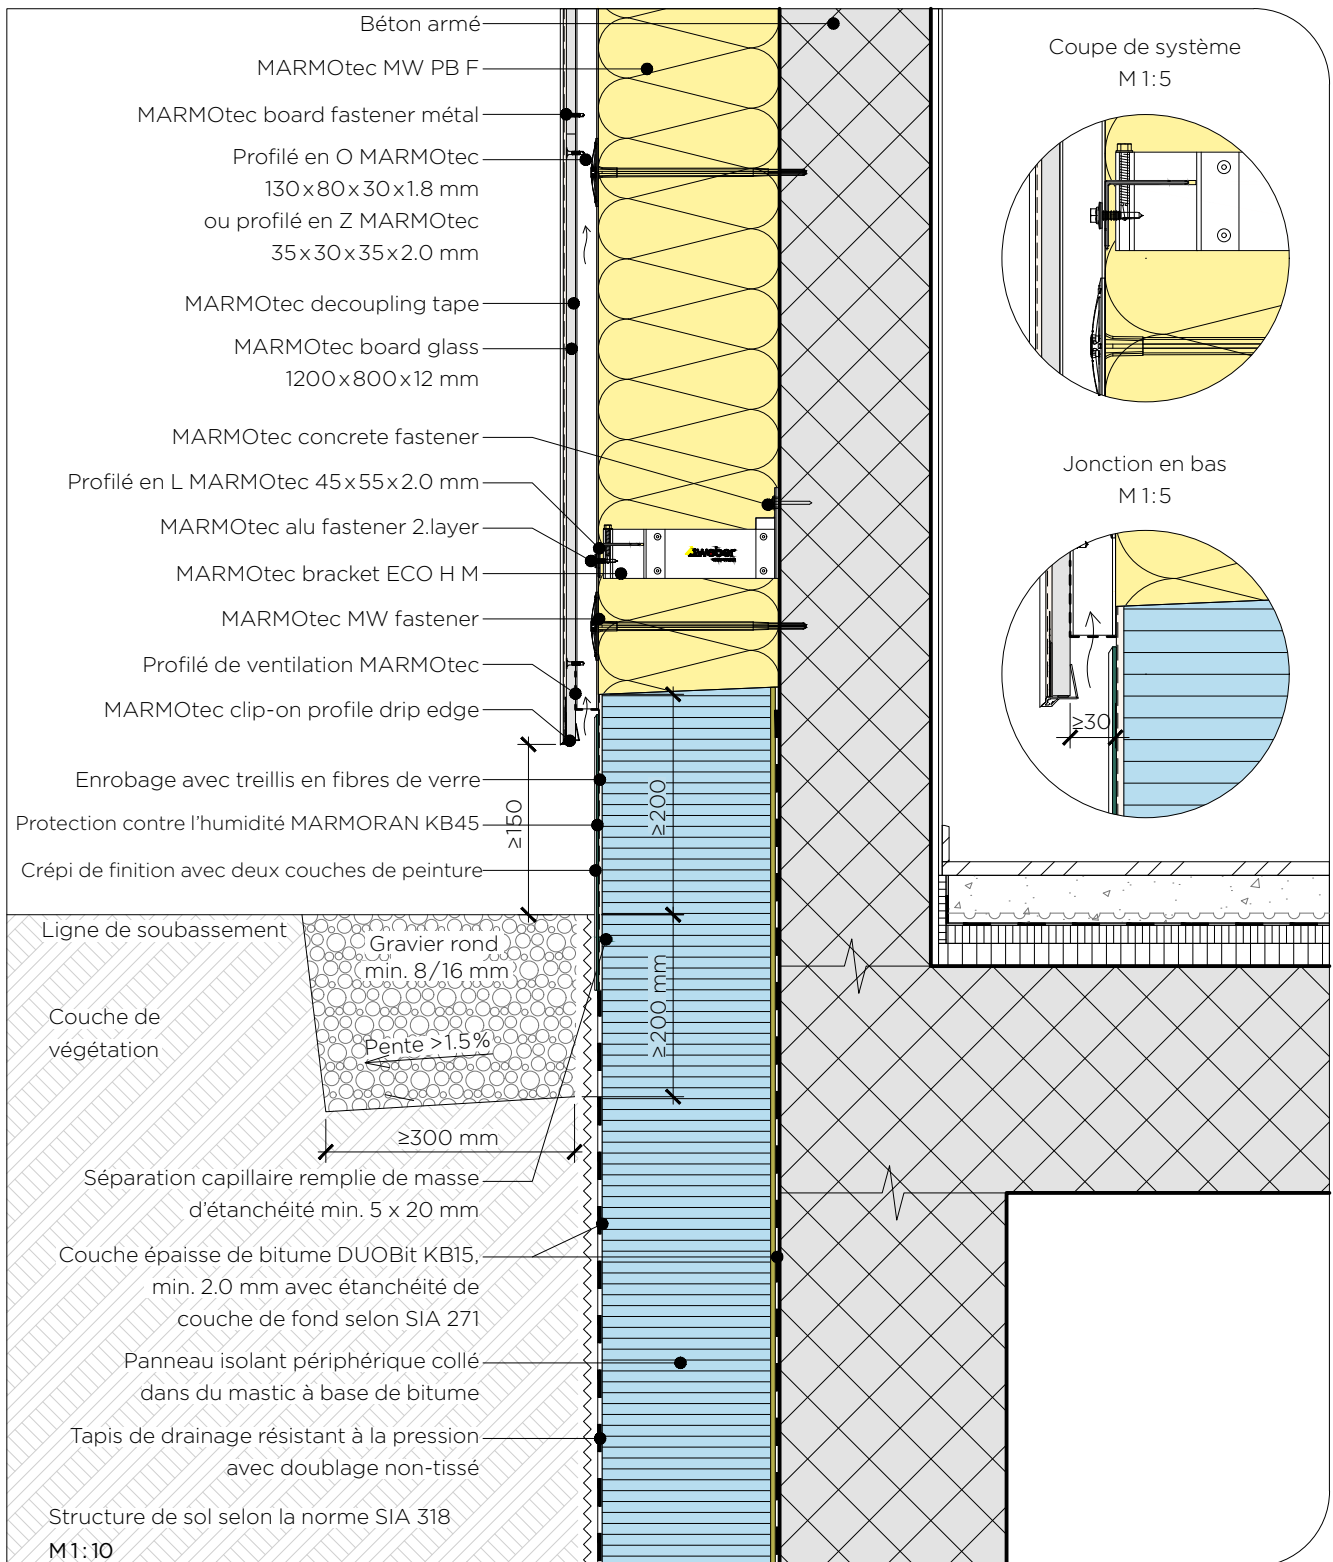 Béton armé
MARMOtec MW PB F
MARMOtec board fastener métal
Profilé en O MARMOtec
130x80x30x1.8 mm
ou profilé en Z MARMOtec
35x30x35x2.0 mm
MARMOtec decoupling tape
MARMOtec board glass
1200x800x12 mm
MARMOtec concrete fastener
Profilé en L MARMOtec 45x55x2.0 mm
MARMOtec alu fastener 2.layer
MARMOtec bracket ECO H M
MARMOtec MW fastener
Profilé de ventilation MARMOtec
MARMOtec clip-on profile drip edge
Enrobage avec treillis en fibres de verre
Protection contre l'humidité MARMORAN KB45
Crépi de finition avec deux couches de peinture
weber
≥150
≥200
≥200 mm
Ligne de soubassement
Gravier rond
min. 8/16 mm
Couche de
végétation
Pente >1.5%
≥300 mm
Séparation capillaire remplie de masse
d'étanchéité min. 5 x 20 mm
Couche épaisse de bitume DUOBit KB15,
min. 2.0 mm avec étanchéité de
couche de fond selon SIA 271
Panneau isolant périphérique collé
dans du mastic à base de bitume
Tapis de drainage résistant à la pression
avec doublage non-tissé
Structure de sol selon la norme SIA 318
M 1:10
Coupe de système
M 1:5
Jonction en bas
M 1:5
≥30